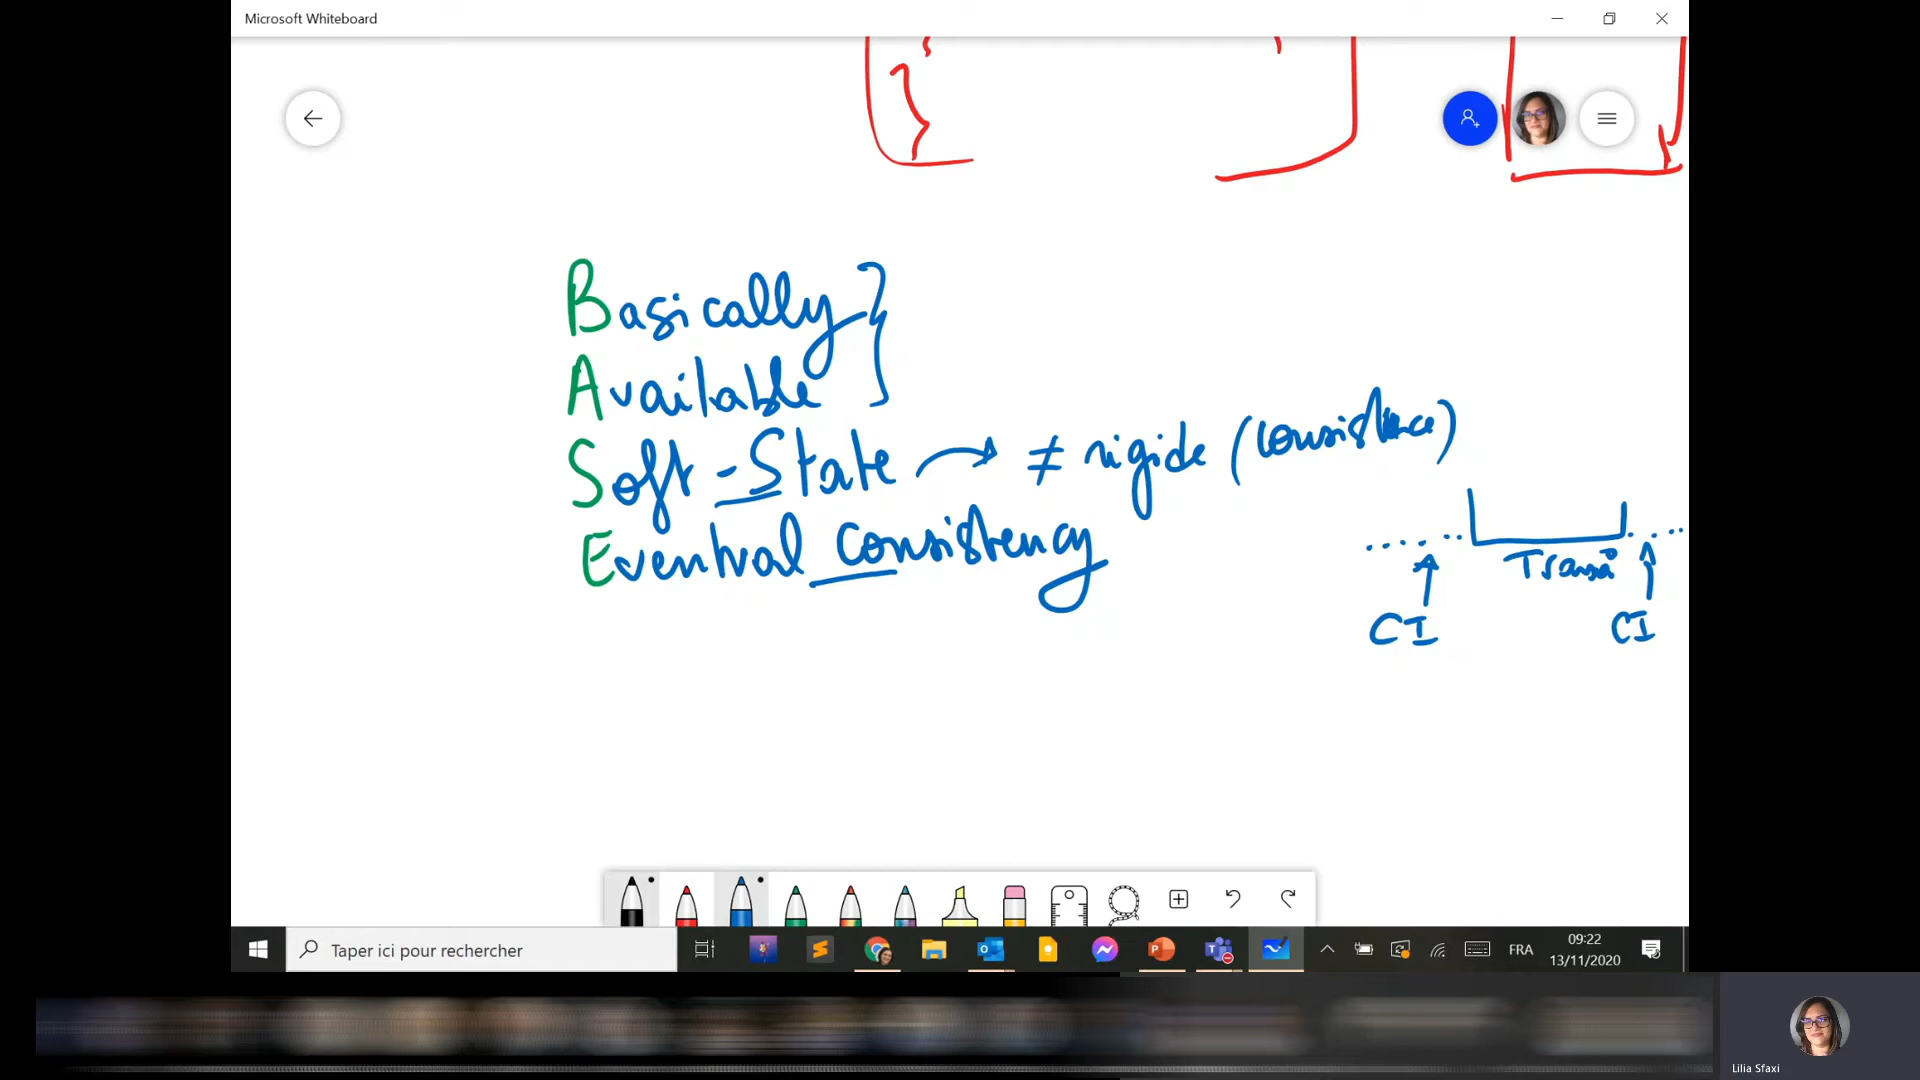 Microsoft Whiteboard
Basically
Available
Soft-State → ≠ rigide (consistence)
Eventual consistency
Trans°
CI
CI
Taper ici pour rechercher
FRA
09:22
13/11/2020
Lilia Sfaxi